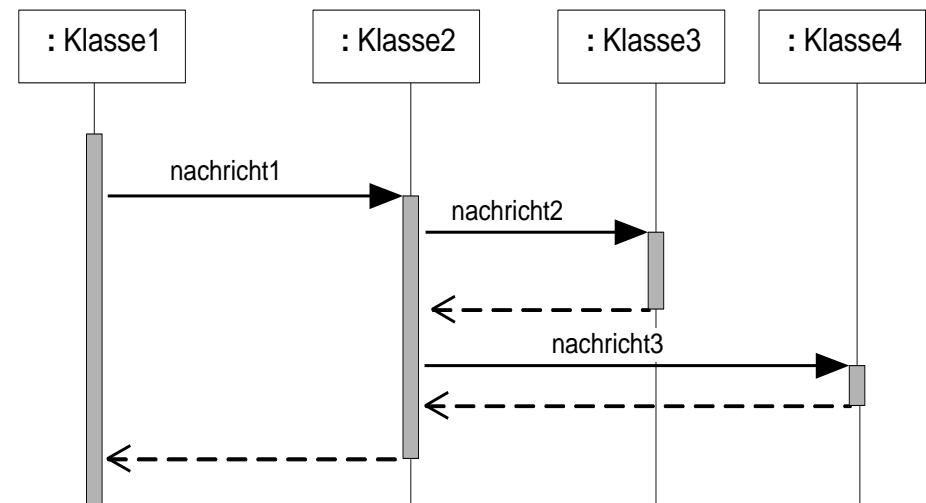 : Klasse1
: Klasse2
: Klasse3
: Klasse4
nachricht1
nachricht2
nachricht3